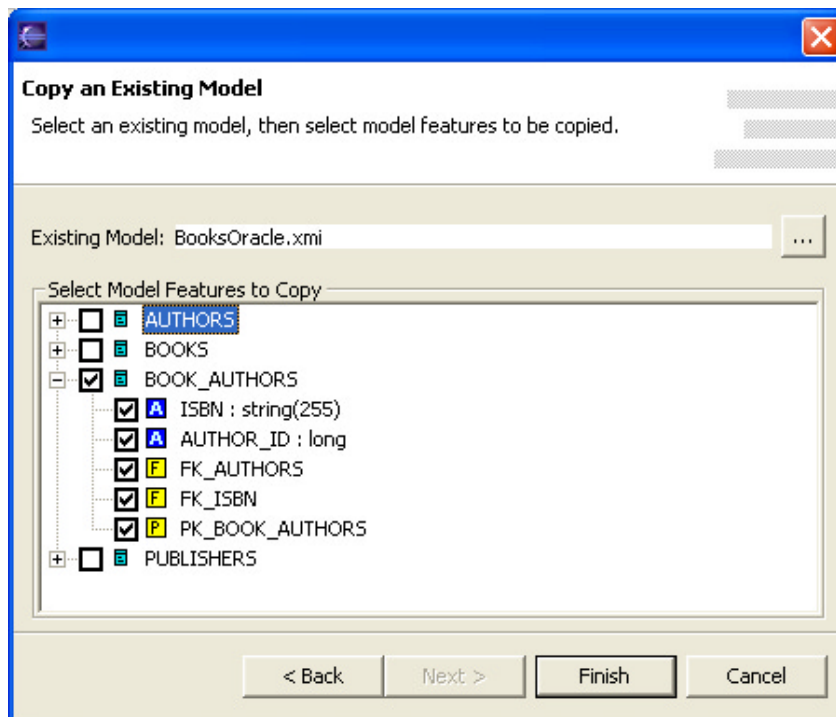 Copy an Existing Model
Select an existing model, then select model features to be copied.
Existing Model: BooksOracle.xmi ...
Select Model Features to Copy
AUTHORS
BOOKS
BOOK_AUTHORS
A ISBN : string(255)
A AUTHOR_ID : long
F FK_AUTHORS
F FK_ISBN
P PK_BOOK_AUTHORS
PUBLISHERS
< Back Next > Finish Cancel